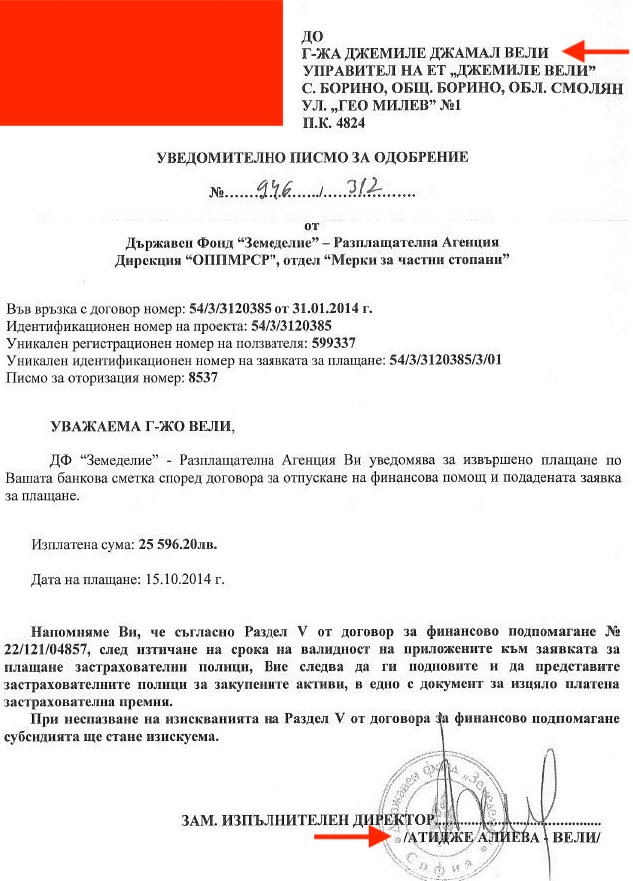 ДО
Г-ЖА ДЖЕМИЛЕ ДЖАМАЛ ВЕЛИ
УПРАВИТЕЛ НА ЕТ „ДЖЕМИЛЕ ВЕЛИ”
С. БОРИНО, ОБЩ. БОРИНО, ОБЛ. СМОЛЯН
УЛ. „ГЕО МИЛЕВ” №1
П.К. 4824
УВЕДОМИТЕЛНО ПИСМО ЗА ОДОБРЕНИЕ
№.......946....../....312....................
от
Държавен Фонд “Земеделие” – Разплащателна Агенция
Дирекция “ОППМРСР”, отдел “Мерки за частни стопани”
Във връзка с договор номер: 54/3/3120385 от 31.01.2014 г.
Идентификационен номер на проекта: 54/3/3120385
Уникален регистрационен номер на ползвателя: 599337
Уникален идентификационен номер на заявката за плащане: 54/3/3120385/3/01
Писмо за оторизация номер: 8537
УВАЖАЕМА Г-ЖО ВЕЛИ,
ДФ “Земеделие” - Разплащателна Агенция Ви уведомява за извършено плащане по
Вашата банкова сметка според договора за отпускане на финансова помощ и подадената заявка
за плащане.
Изплатена сума: 25 596.20лв.
Дата на плащане: 15.10.2014 г.
Напомняме Ви, че съгласно Раздел V от договор за финансово подпомагане №
22/121/04857, след изтичане на срока на валидност на приложените към заявката за
плащане застрахователни полици, Вие следва да ги подновите и да представите
застрахователните полици за закупените активи, в едно с документ за изцяло платена
застрахователна премия.
При неспазване на изискванията на Раздел V от договора за финансово подпомагане
субсидията ще стане изискуема.
ЗАМ. ИЗПЪЛНИТЕЛЕН ДИРЕКТОР..............................
/АТИДЖЕ АЛИЕВА - ВЕЛИ/
Държавен фонд „Земеделие”
София